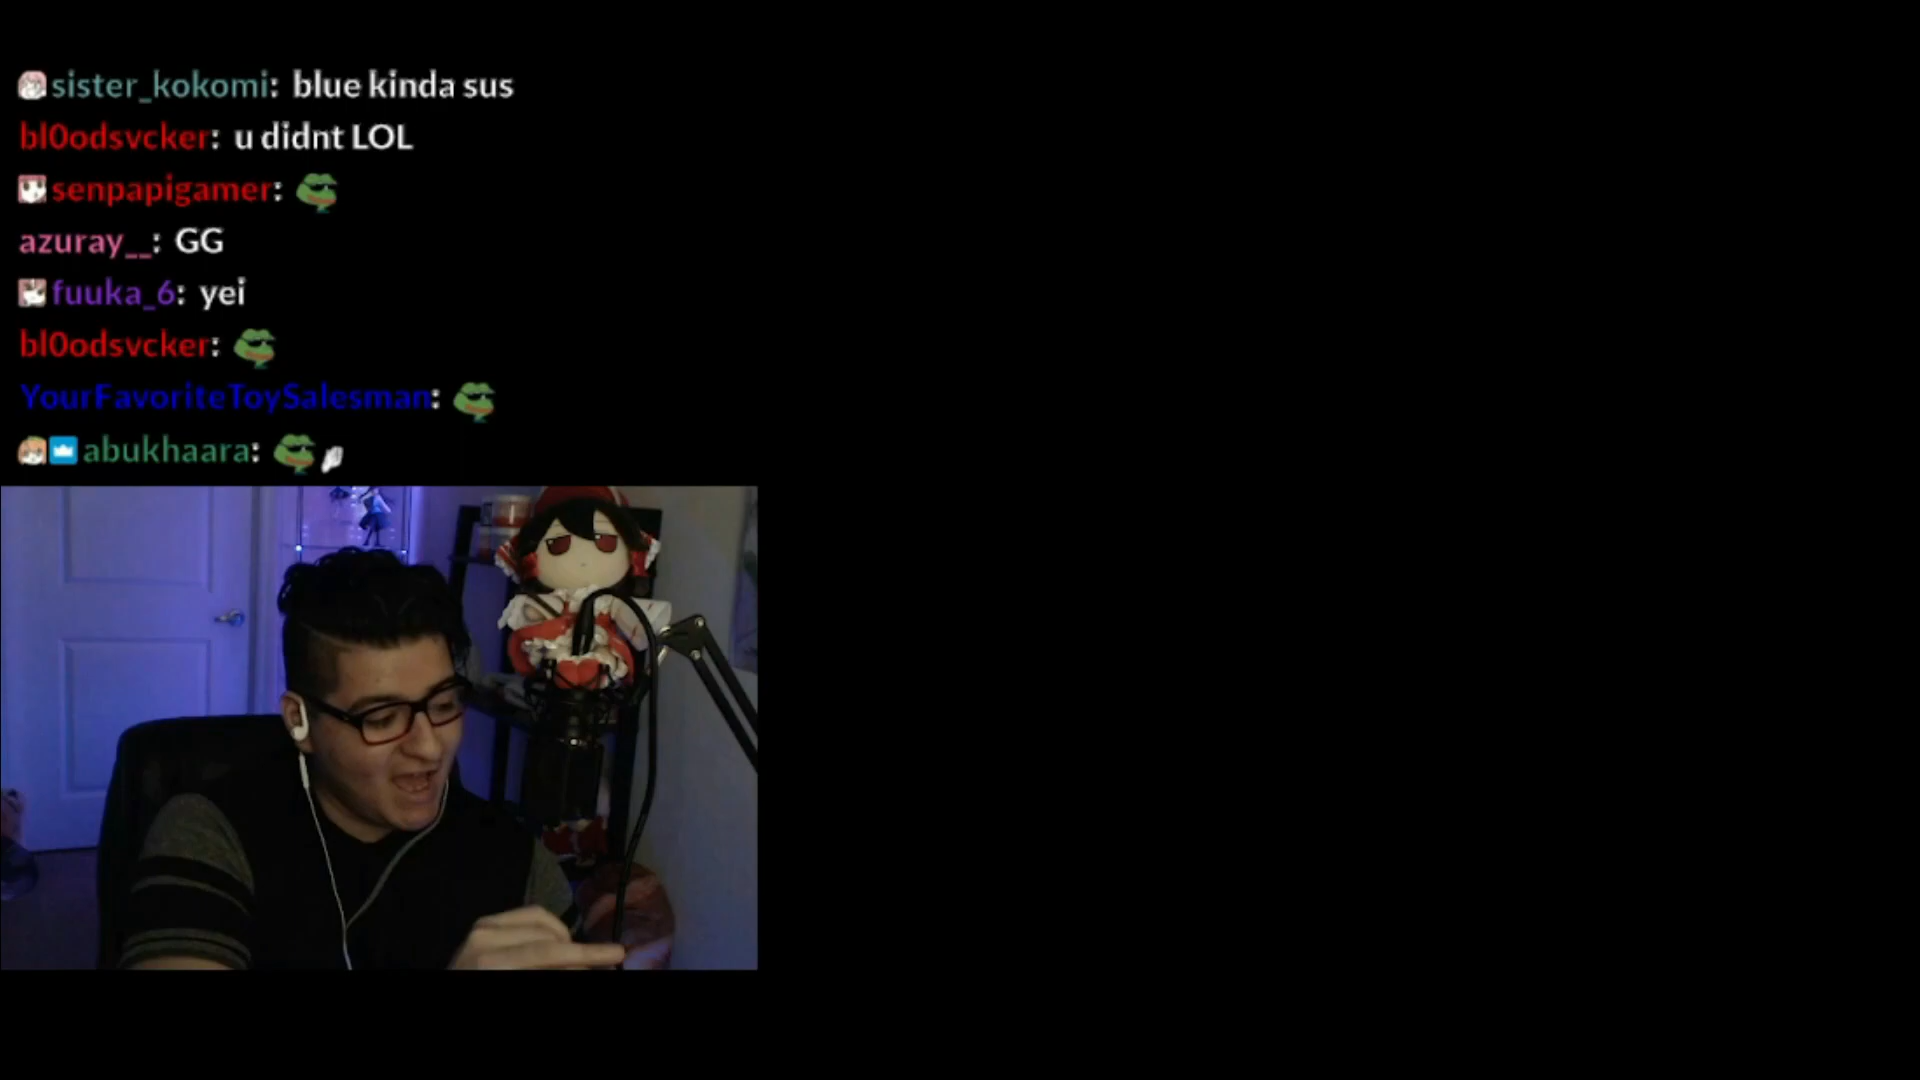 sister_kokomi: blue kinda sus
bl0odsvcker: u didnt LOL
senpapigamer:
azuray__: GG
fuuka_6: yei
bl0odsvcker:
YourFavoriteToySalesman:
abukhaara: